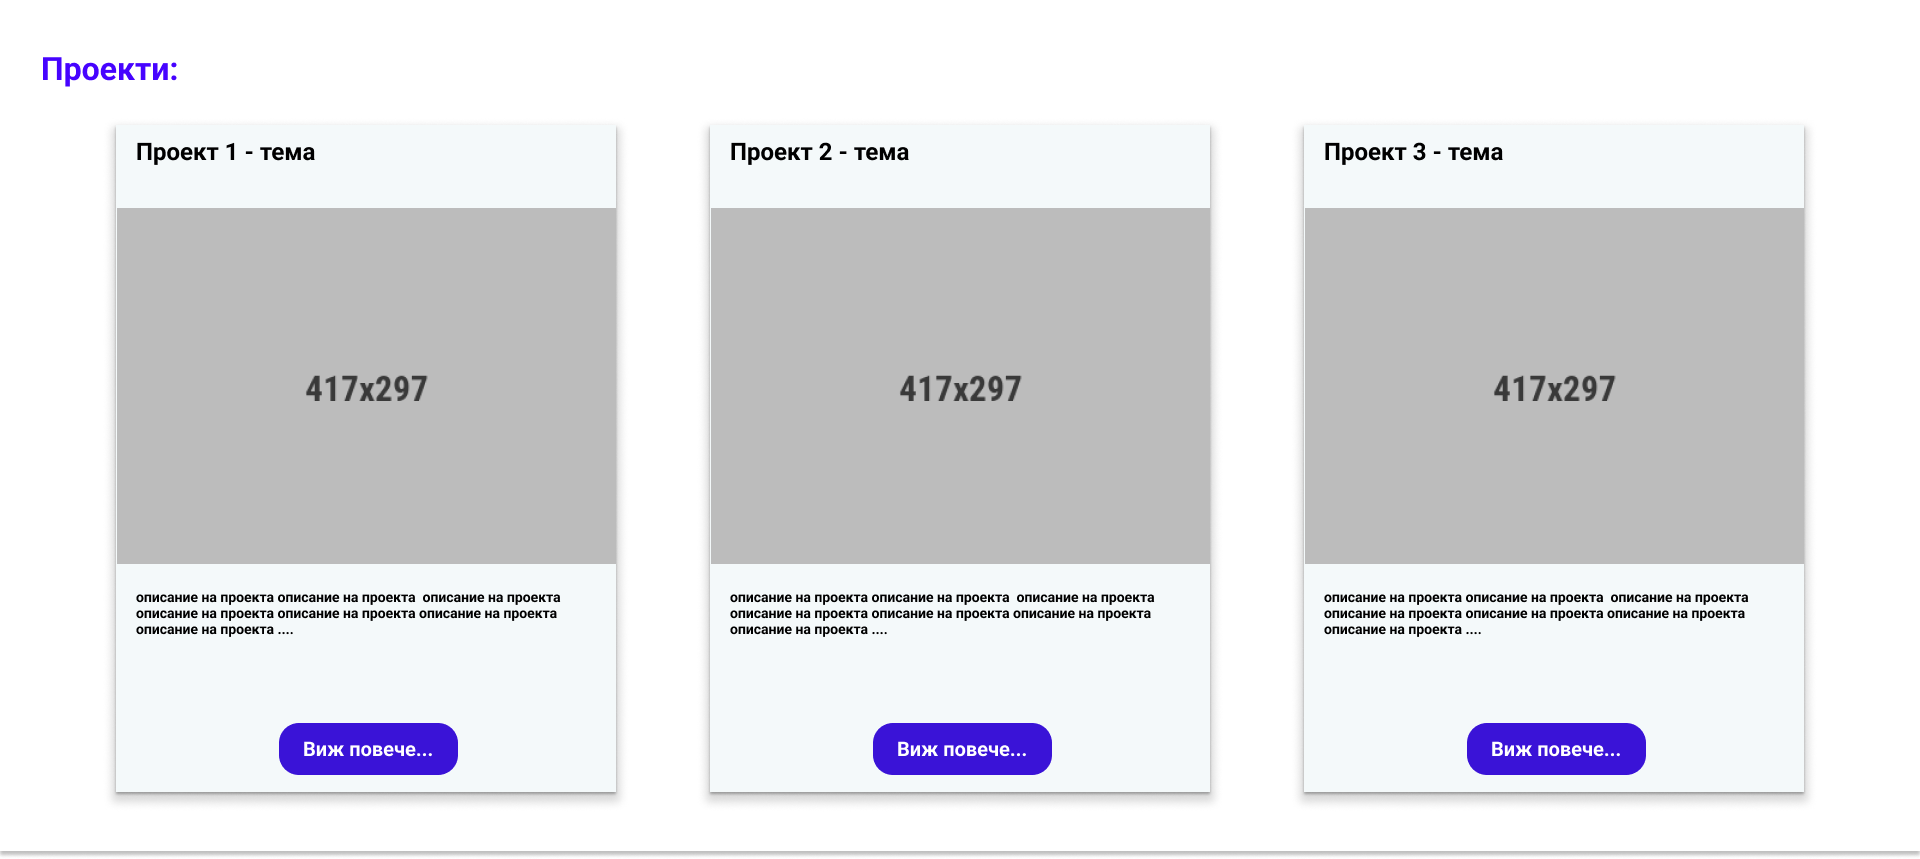 Проекти:
Проект 1 - тема
417x297
описание на проекта описание на проекта  описание на проекта
описание на проекта описание на проекта описание на проекта
описание на проекта ....
Виж повече...
Проект 2 - тема
417x297
описание на проекта описание на проекта  описание на проекта
описание на проекта описание на проекта описание на проекта
описание на проекта ....
Виж повече...
Проект 3 - тема
417x297
описание на проекта описание на проекта  описание на проекта
описание на проекта описание на проекта описание на проекта
описание на проекта ....
Виж повече...